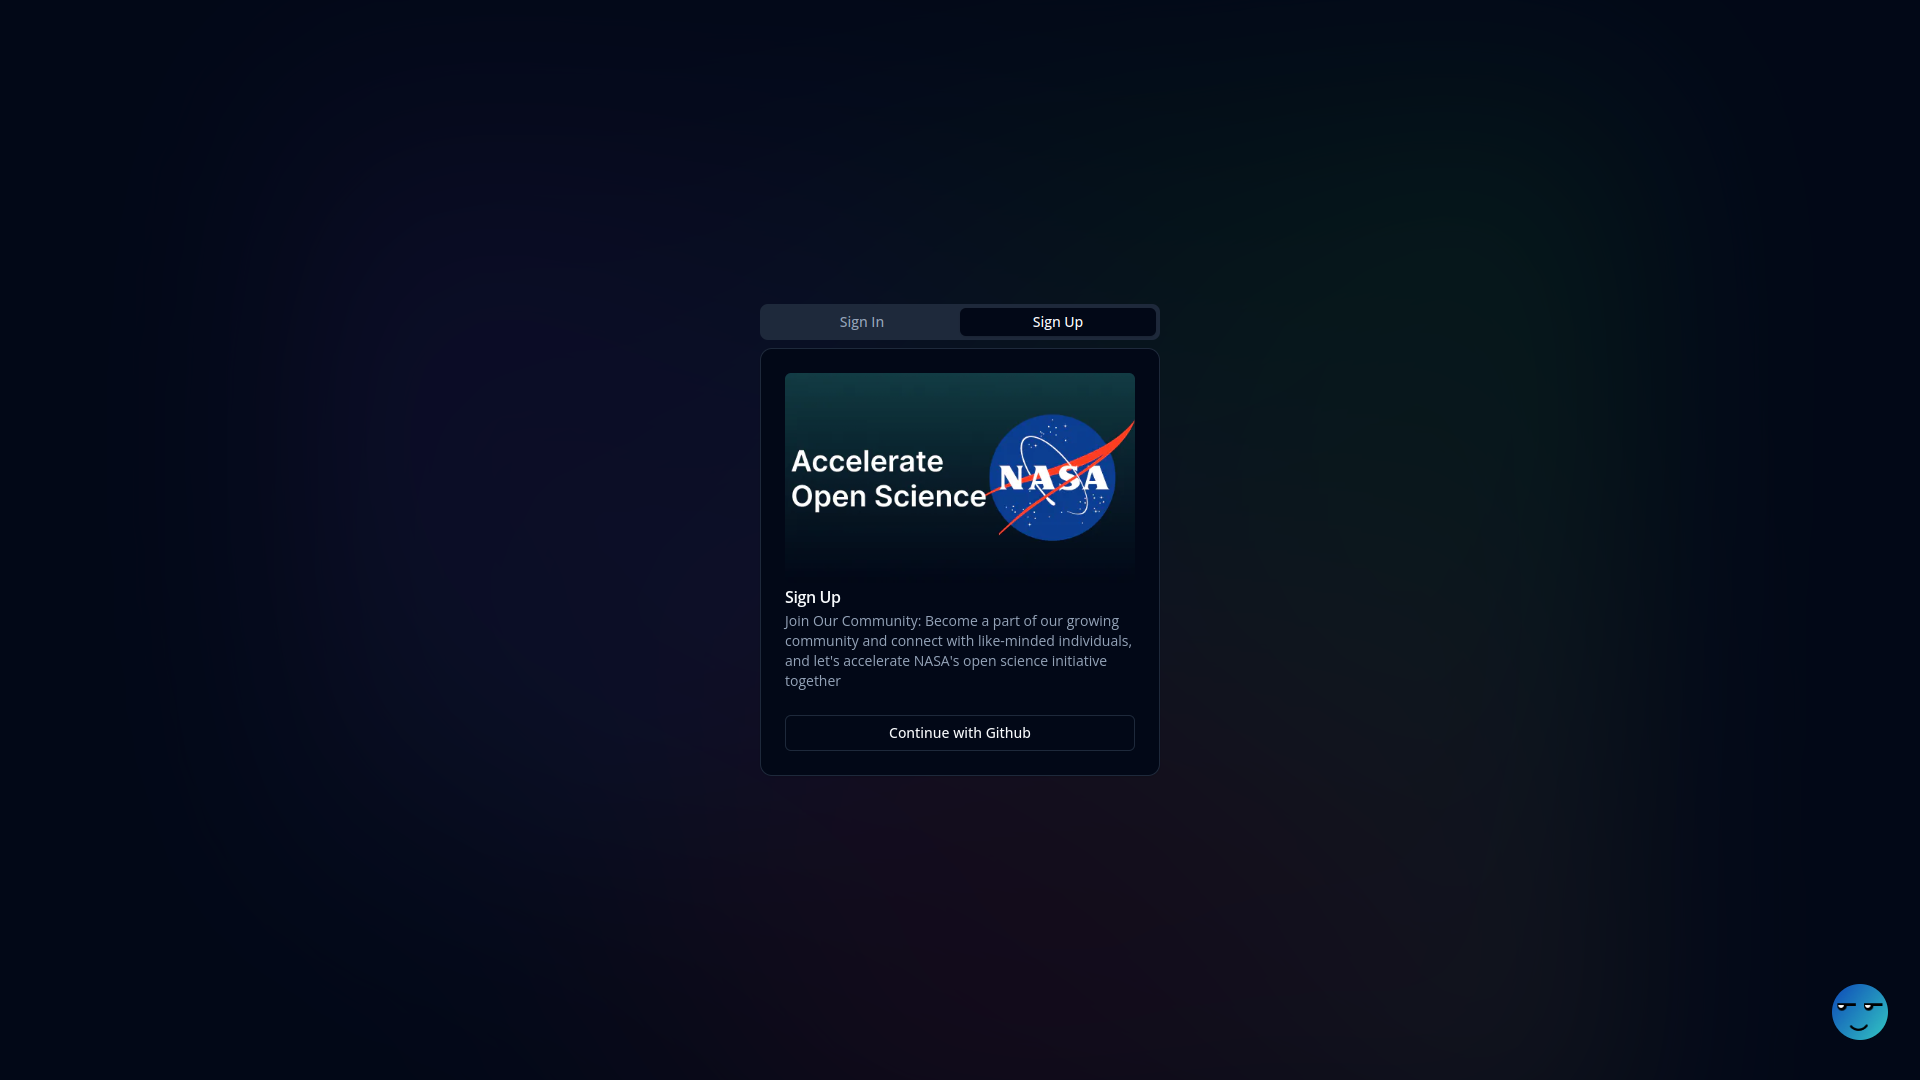 Sign In
Sign Up
Accelerate
Open Science
NASA
Sign Up
Join Our Community: Become a part of our growing
community and connect with like-minded individuals,
and let's accelerate NASA's open science initiative
together
Continue with Github